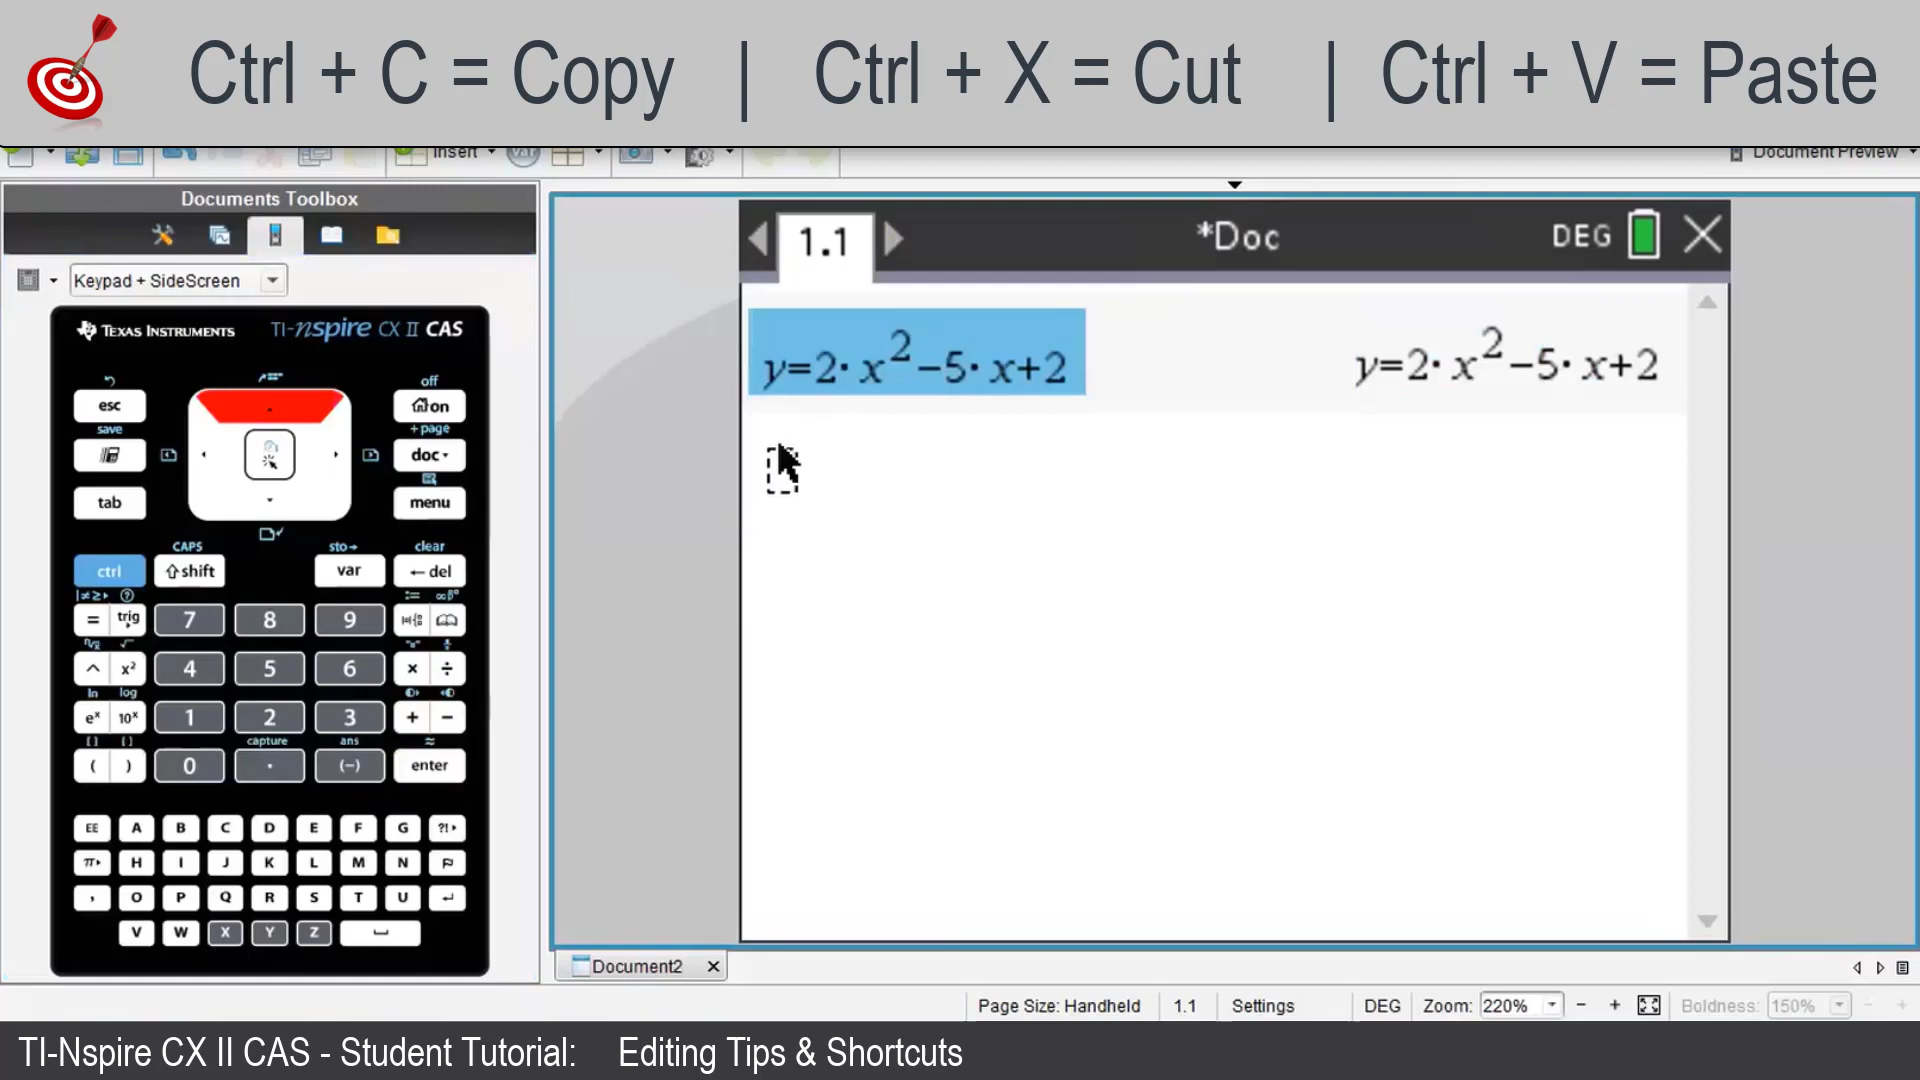 Ctrl + C = Copy | Ctrl + X = Cut | Ctrl + V = Paste
Insert
Document Preview
Documents Toolbox
Keypad + SideScreen
TEXAS INSTRUMENTS TI-nspire CX II CAS
off
esc
on
save
+ page
doc
tab
menu
CAPS
sto→
clear
ctrl
⇧shift
var
←del
|≠≥▸
:=
∞β°
=
trig
7
8
9
^
x²
4
5
6
×
÷
ln
log
eˣ
10ˣ
1
2
3
+
−
[ ]
{ }
capture
ans
≈
(
)
0
.
(−)
enter
EE
A
B
C
D
E
F
G
?!▸
π▸
H
I
J
K
L
M
N
,
O
P
Q
R
S
T
U
↵
V
W
X
Y
Z
1.1
*Doc
DEG
y=2· x²−5· x+2
y=2· x²−5· x+2
Document2
Page Size: Handheld
1.1
Settings
DEG
Zoom:
220%
− +
Boldness:
150%
− +
TI-Nspire CX II CAS - Student Tutorial: Editing Tips & Shortcuts